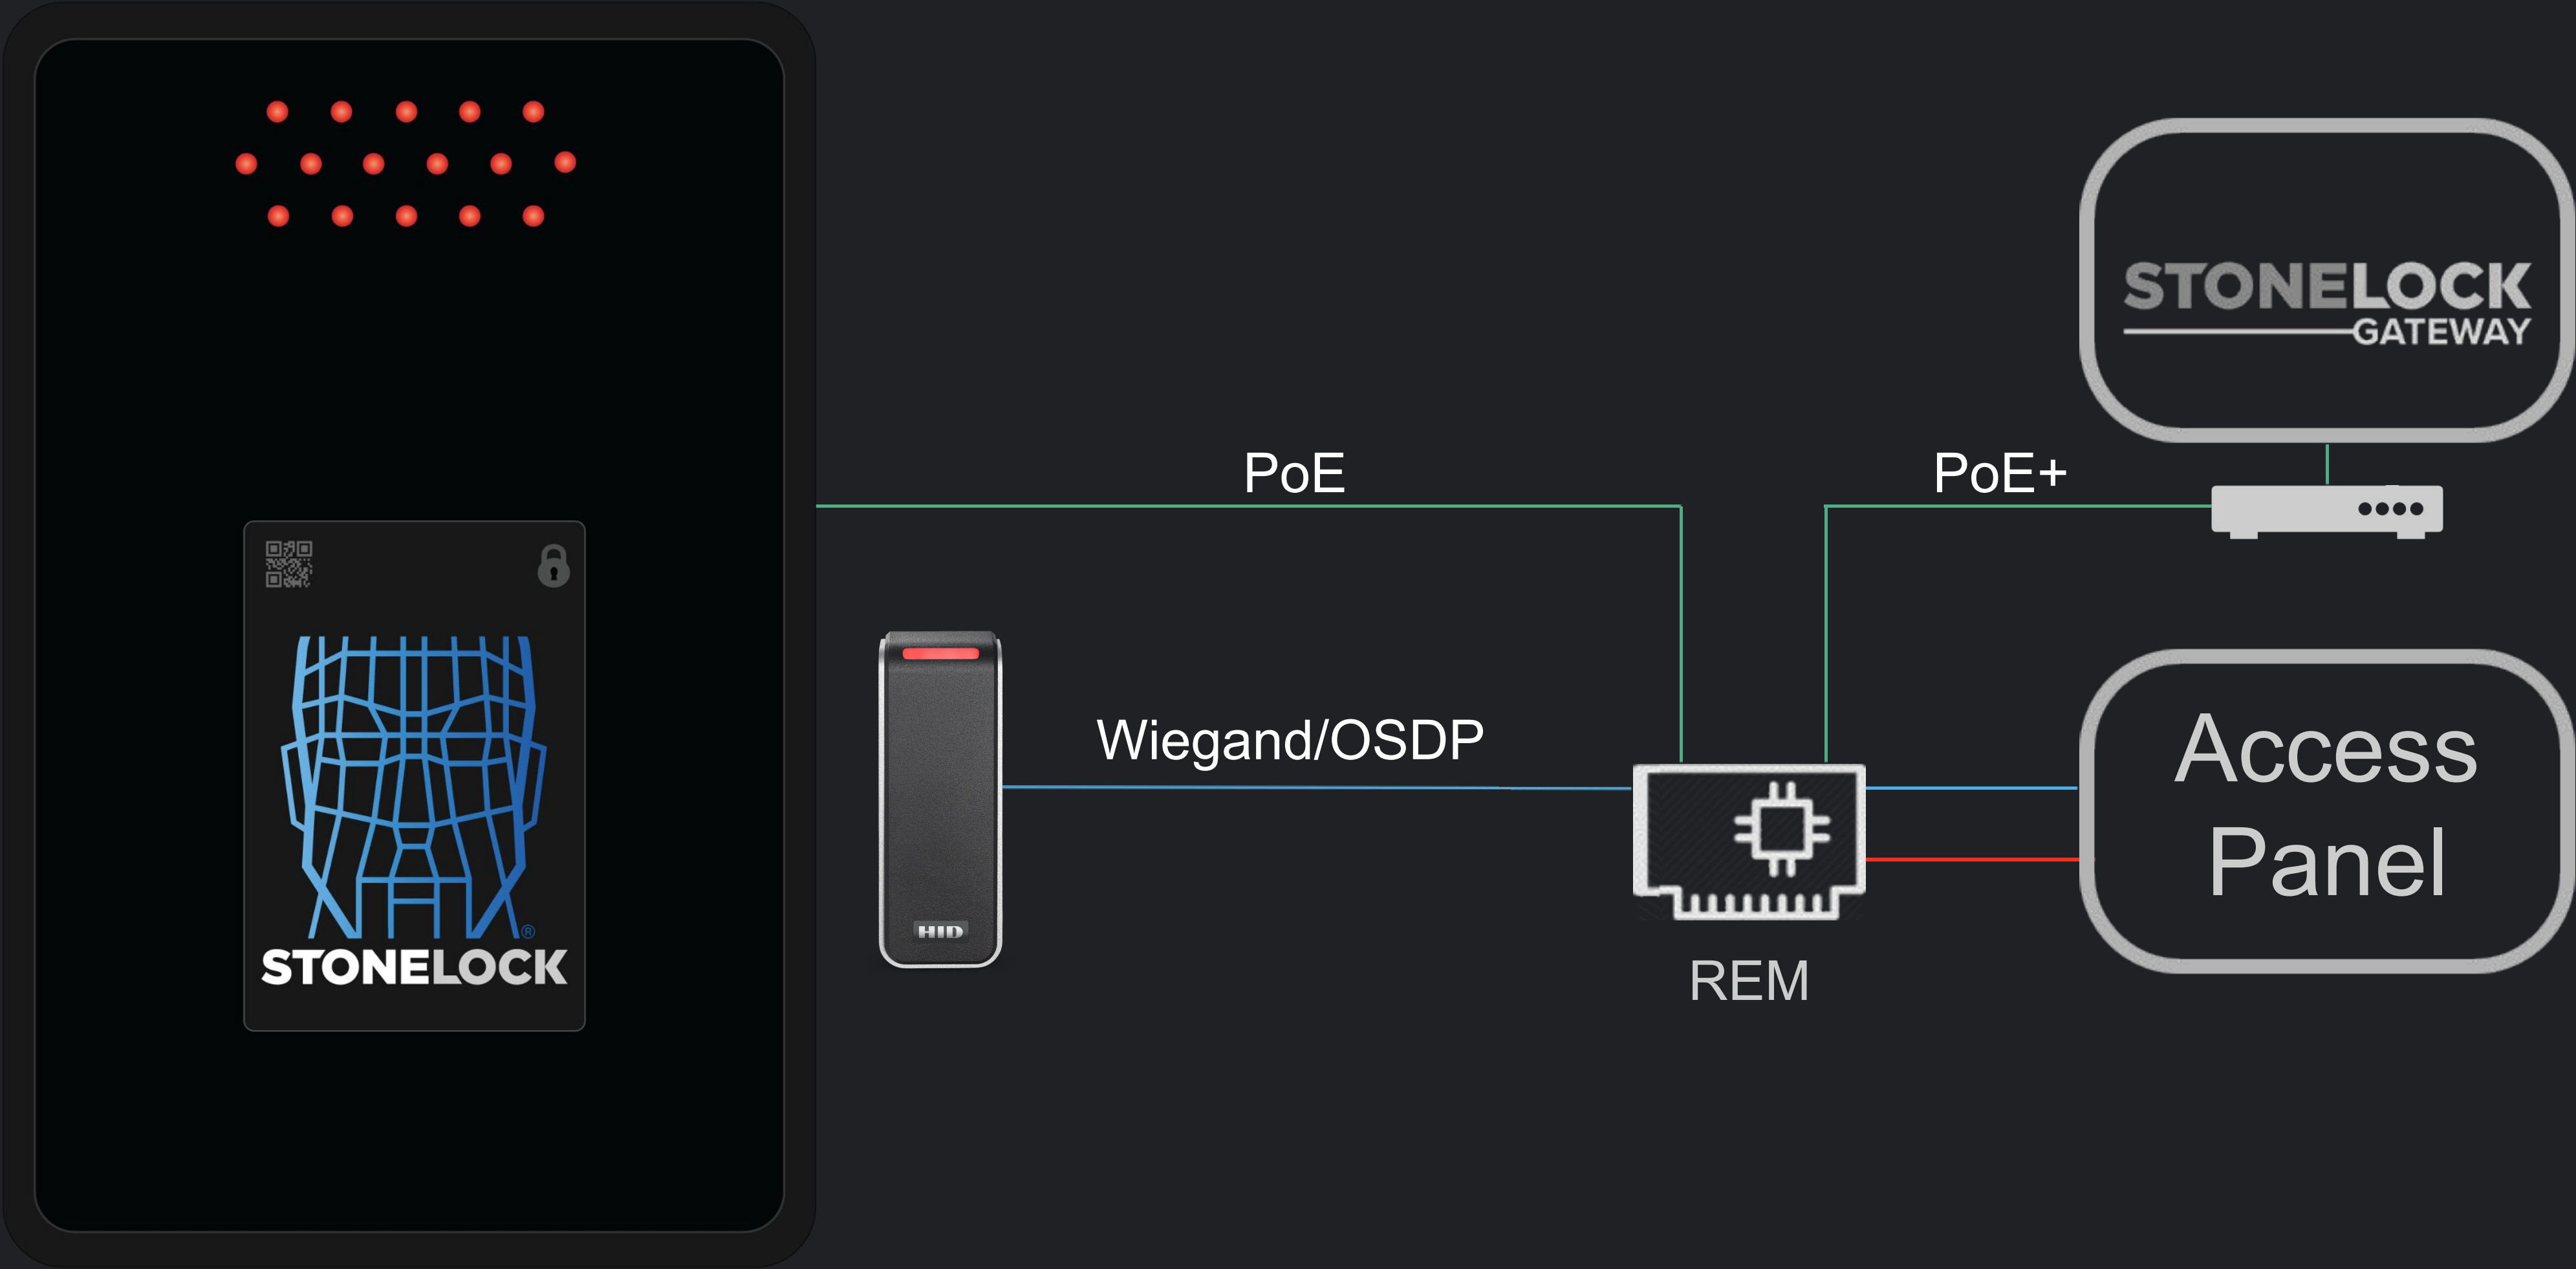 STONELOCK
GATEWAY
PoE
PoE+
Wiegand/OSDP
Access
Panel
HID
®
STONELOCK
REM